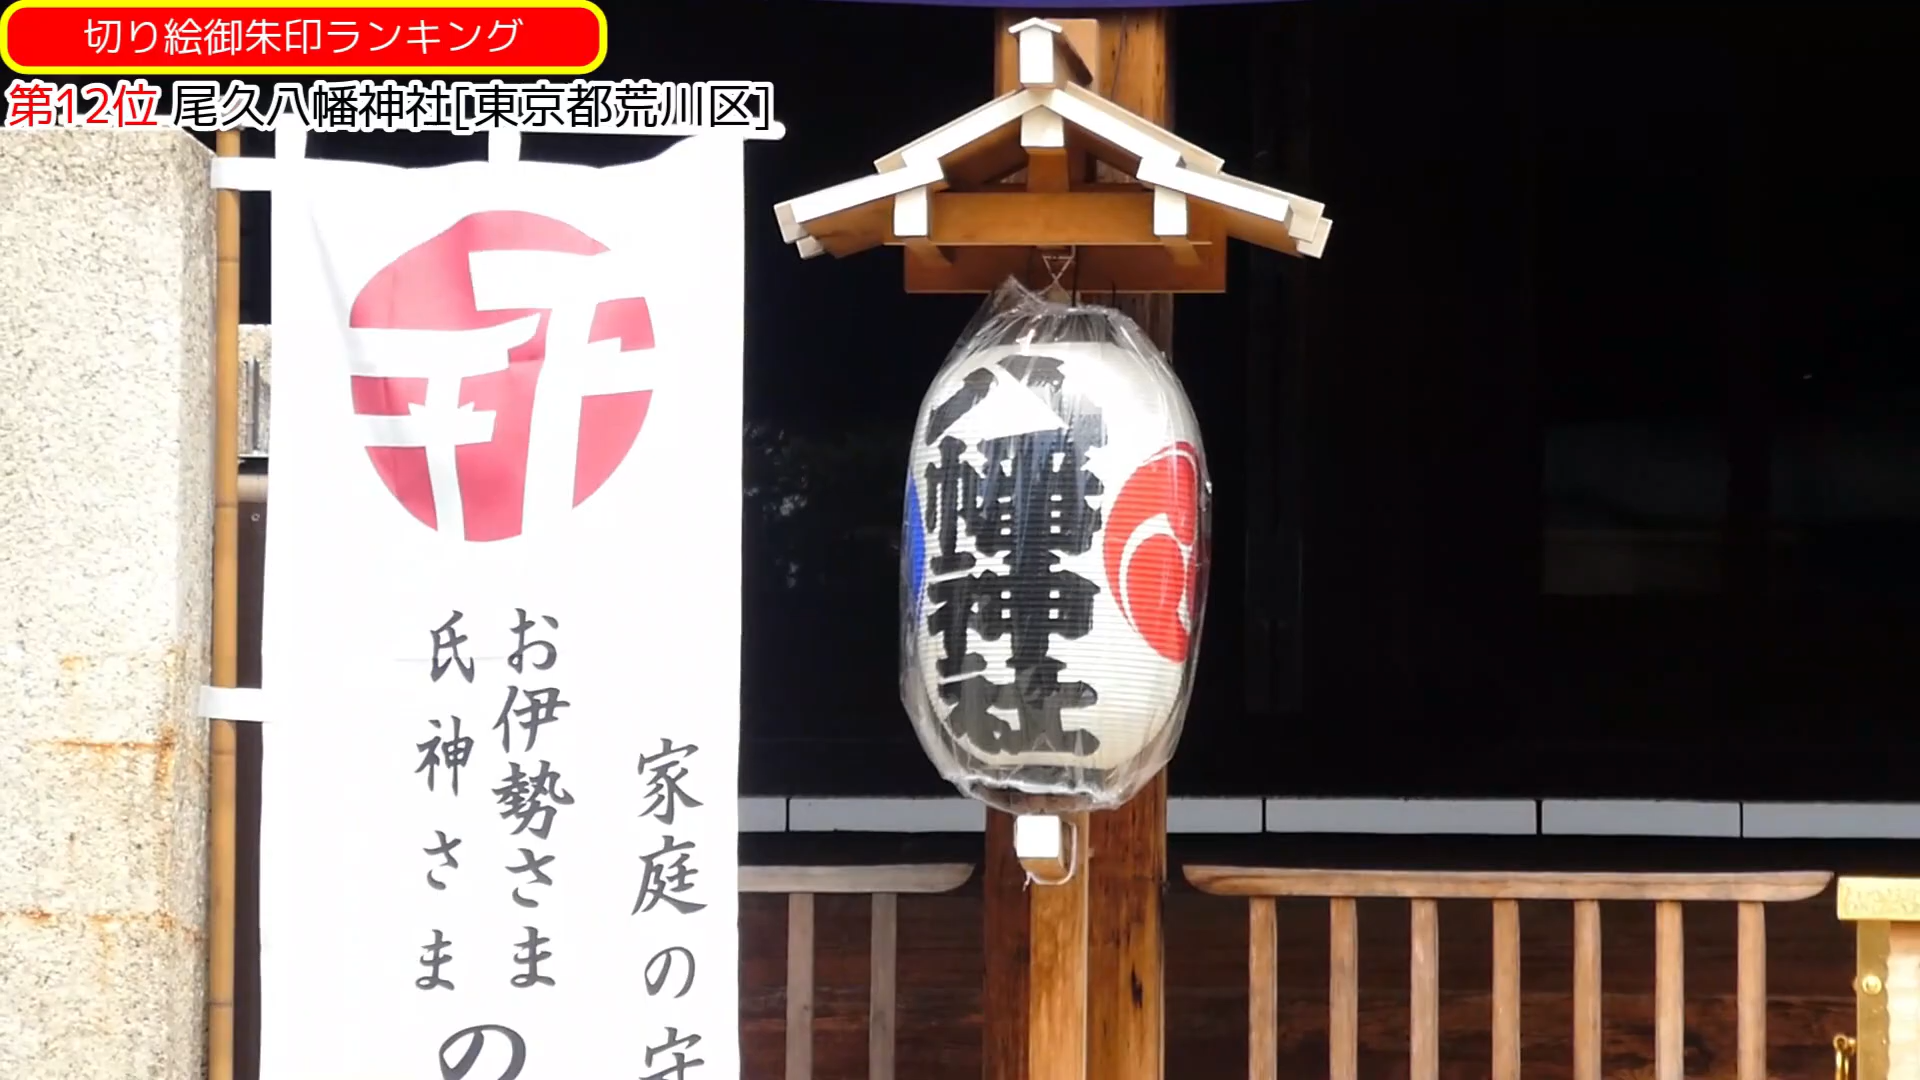 切り絵御朱印ランキング
第12位 尾久八幡神社[東京都荒川区]
家庭の守
お伊勢さま
氏神さま
の
八幡神社